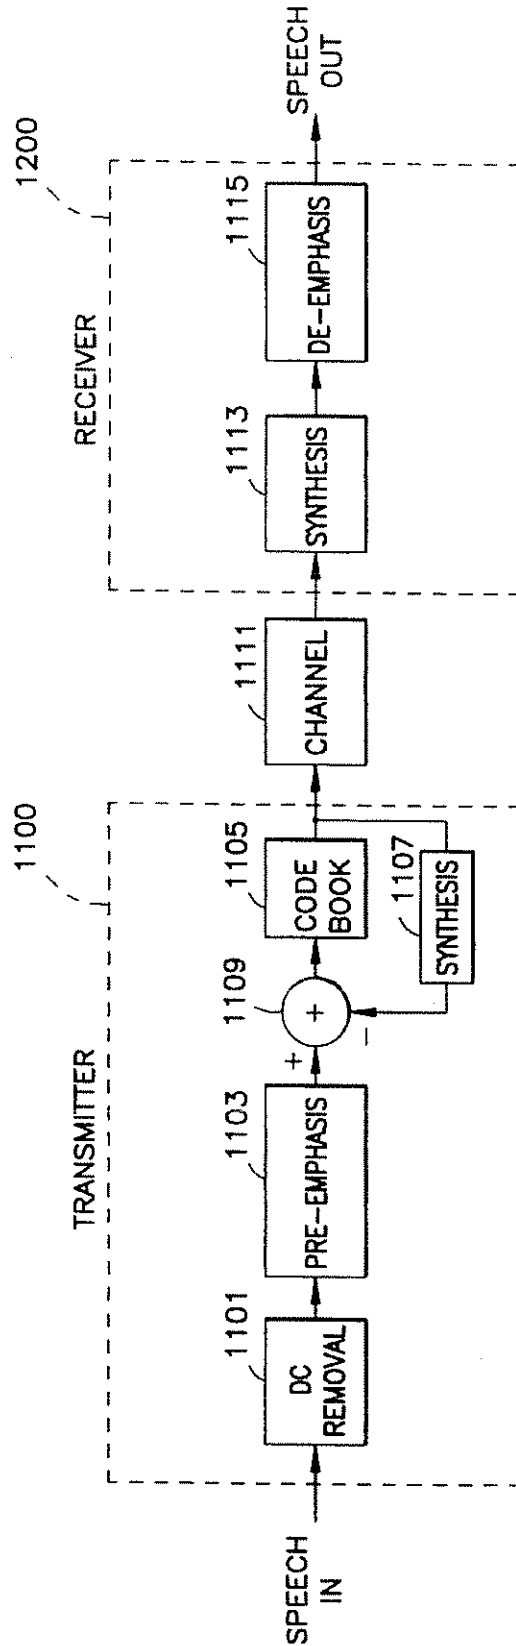 SPEECH
IN
TRANSMITTER
1100
1101
DC
REMOVAL
1103
PRE-EMPHASIS
1109
+
-
+
1105
CODE
BOOK
1107
SYNTHESIS
1111
CHANNEL
RECEIVER
1200
1113
SYNTHESIS
1115
DE-EMPHASIS
SPEECH
OUT